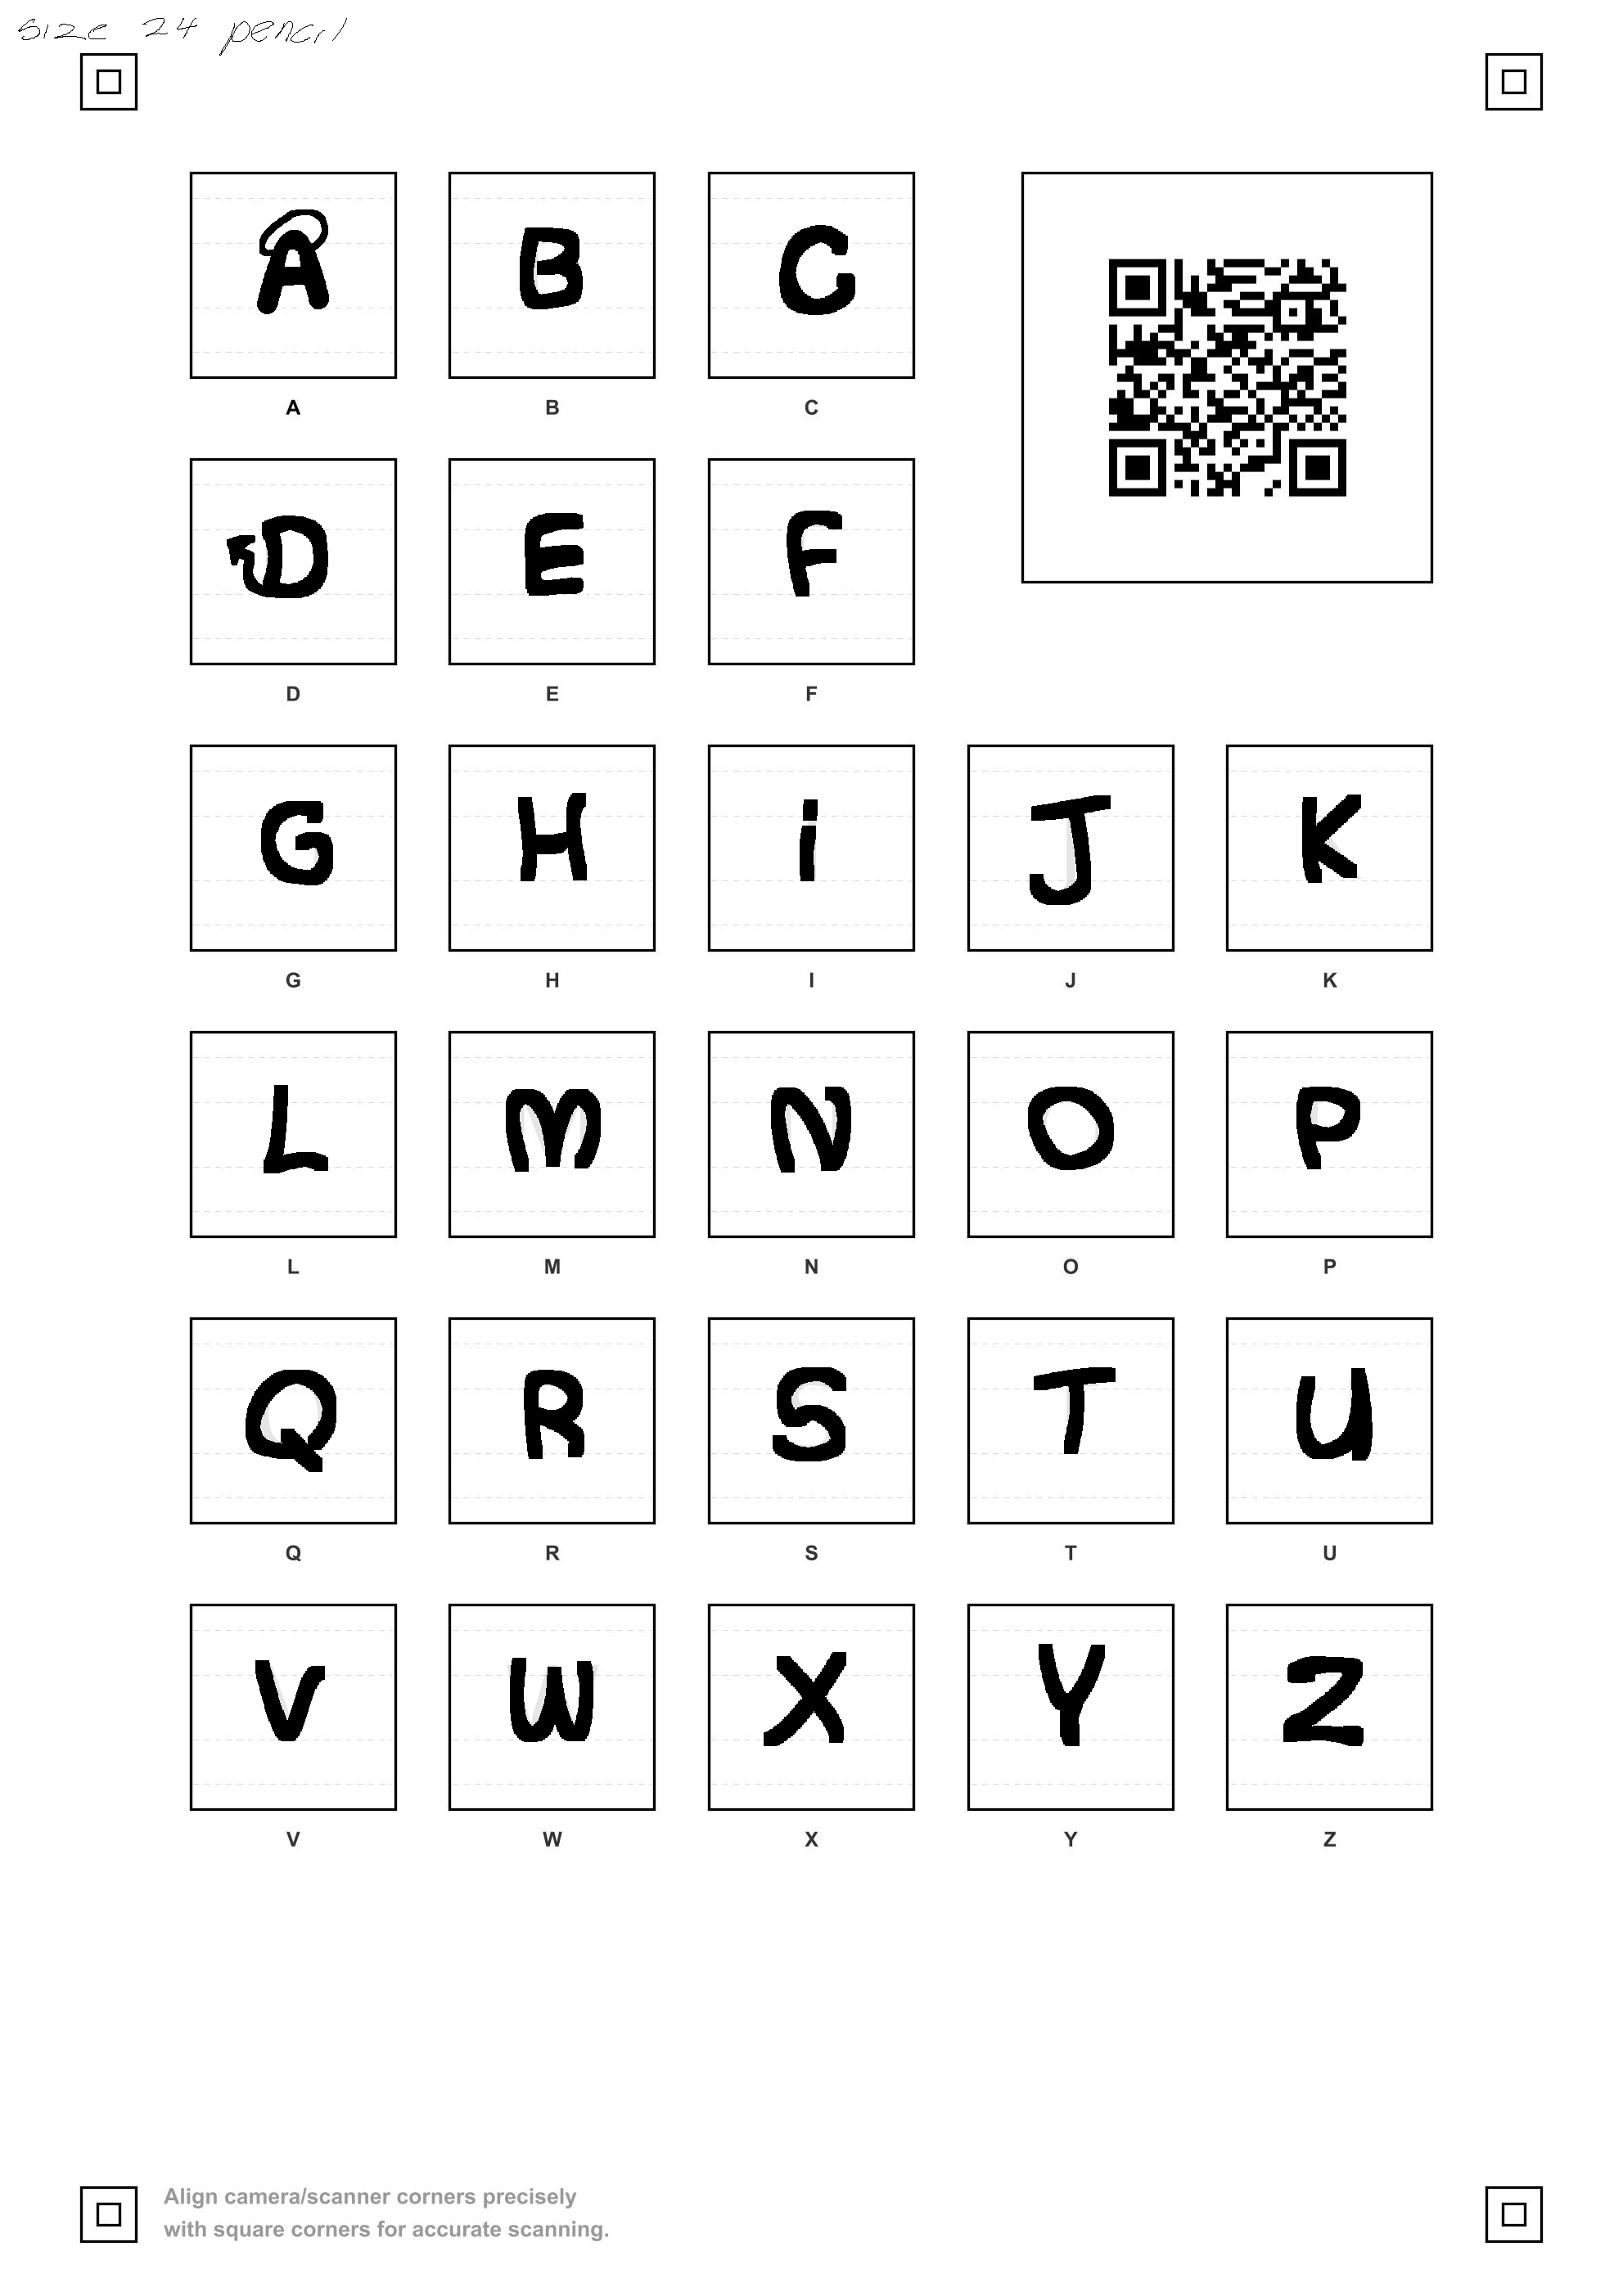 size 24 pencil
A B C
A B C
D E F
D E F
G H i J K
G H I J K
L M N O P
L M N O P
Q R S T U
Q R S T U
V W X Y Z
V W X Y Z
Align camera/scanner corners precisely
with square corners for accurate scanning.